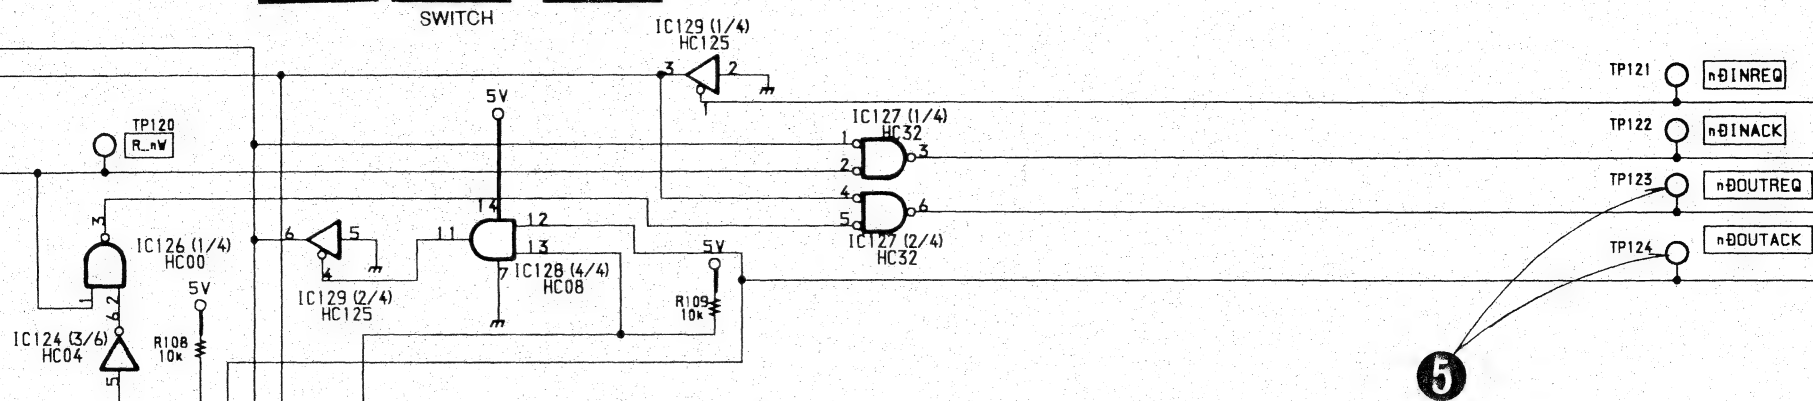 SWITCH
IC129 (1/4)
HC125
3
2
1
TP121
nDINREQ
5V
TP120
R_nW
IC127 (1/4)
HC32
1
2
3
TP122
nDINACK
4
5
6
IC127 (2/4)
HC32
TP123
nDOUTREQ
3
IC126 (1/4)
HC00
1
2
6
5
4
IC129 (2/4)
HC125
14
11
12
13
7
IC128 (4/4)
HC08
5V
R109
10k
TP124
nDOUTACK
5V
R108
10k
6
IC124 (3/6)
HC04
5
5